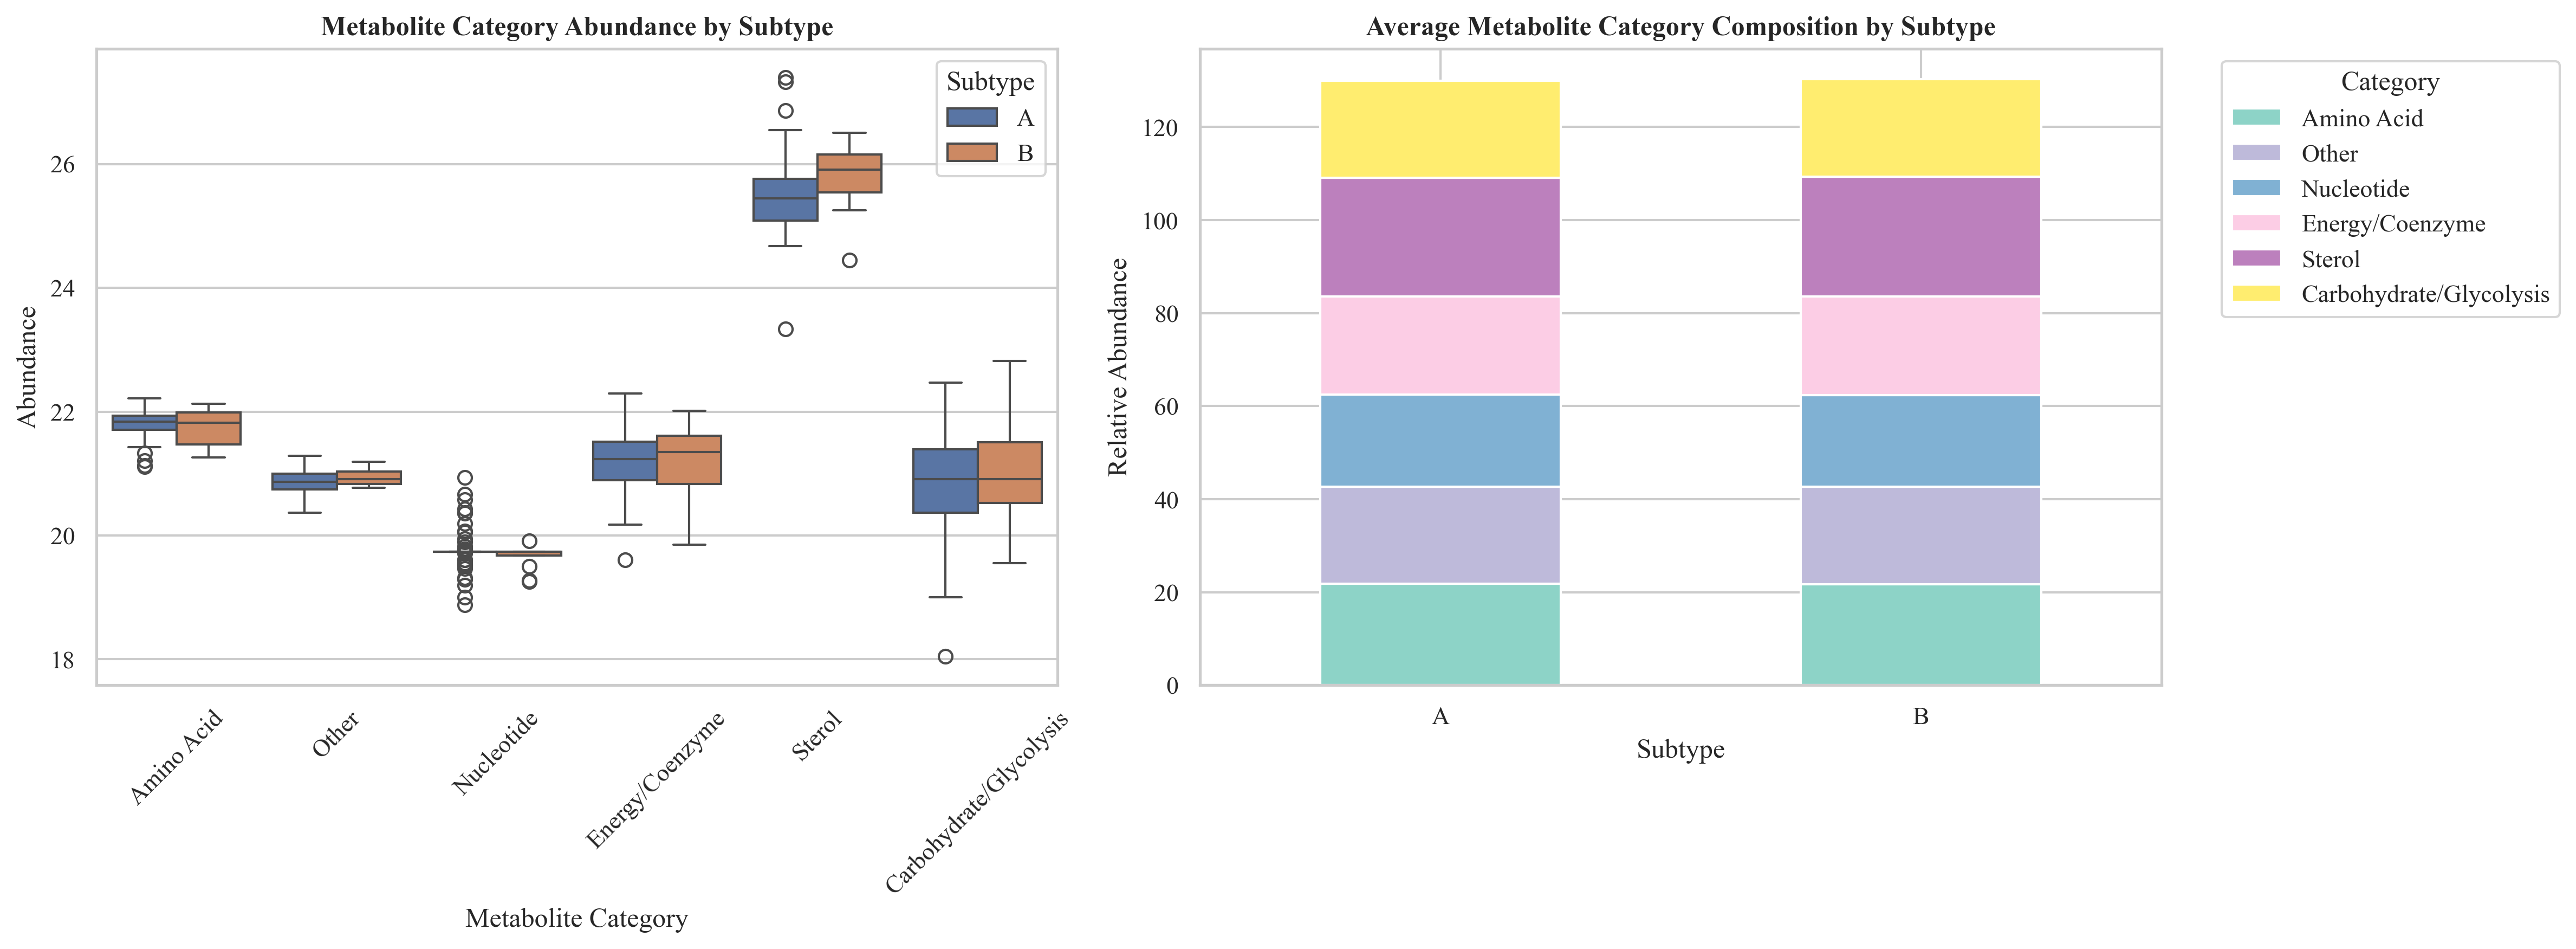 Metabolite Category Abundance by Subtype
Abundance
26
24
22
20
18
Subtype
A
B
Amino Acid
Other
Nucleotide
Energy/Coenzyme
Sterol
Carbohydrate/Glycolysis
Metabolite Category
Average Metabolite Category Composition by Subtype
Relative Abundance
120
100
80
60
40
20
0
A
B
Subtype
Category
Amino Acid
Other
Nucleotide
Energy/Coenzyme
Sterol
Carbohydrate/Glycolysis